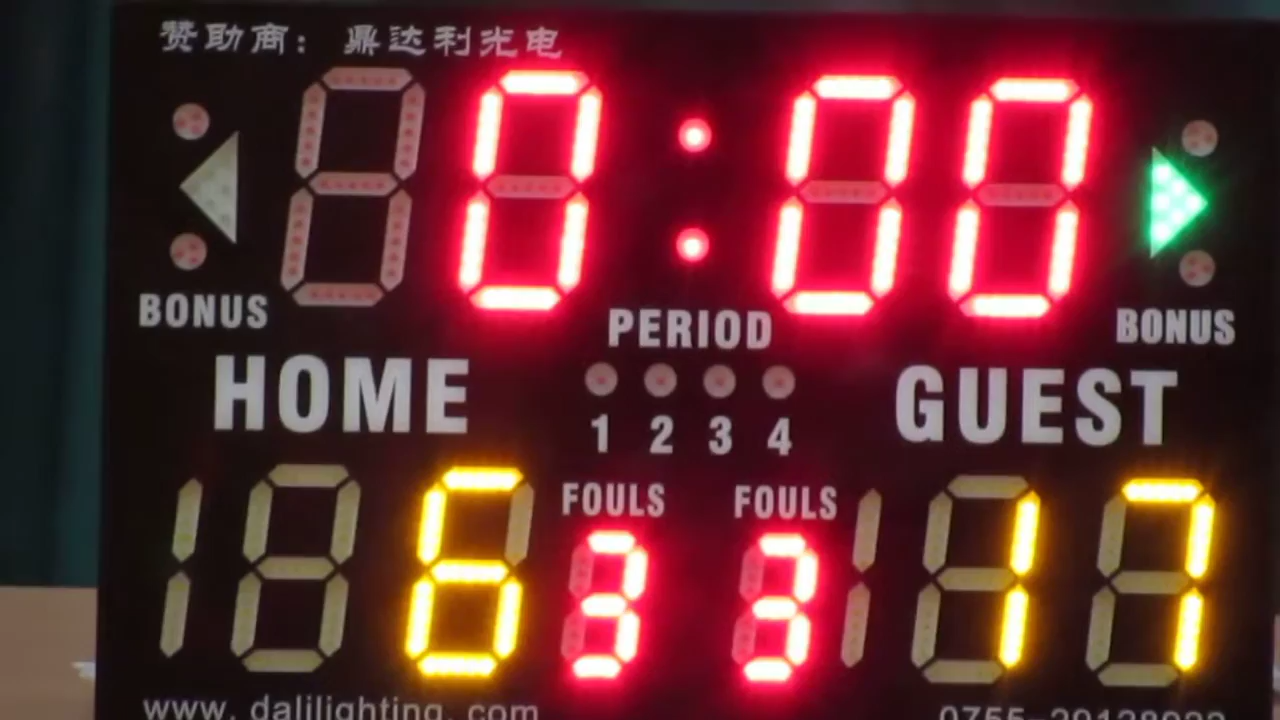 赞助商：鼎达利光电
0:00
BONUS
PERIOD
BONUS
HOME
1 2 3 4
GUEST
FOULS
FOULS
6
3
3
17
www.dalilighting.com